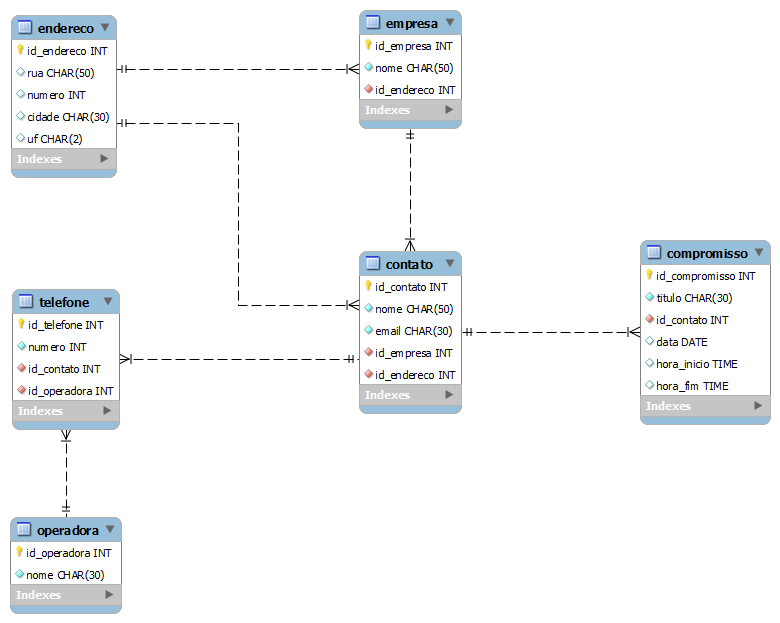 endereco
id_endereco INT
rua CHAR(50)
numero INT
cidade CHAR(30)
uf CHAR(2)
Indexes
empresa
id_empresa INT
nome CHAR(50)
id_endereco INT
Indexes
contato
id_contato INT
nome CHAR(50)
email CHAR(30)
id_empresa INT
id_endereco INT
Indexes
compromisso
id_compromisso INT
titulo CHAR(30)
id_contato INT
data DATE
hora_inicio TIME
hora_fim TIME
Indexes
telefone
id_telefone INT
numero INT
id_contato INT
id_operadora INT
Indexes
operadora
id_operadora INT
nome CHAR(30)
Indexes